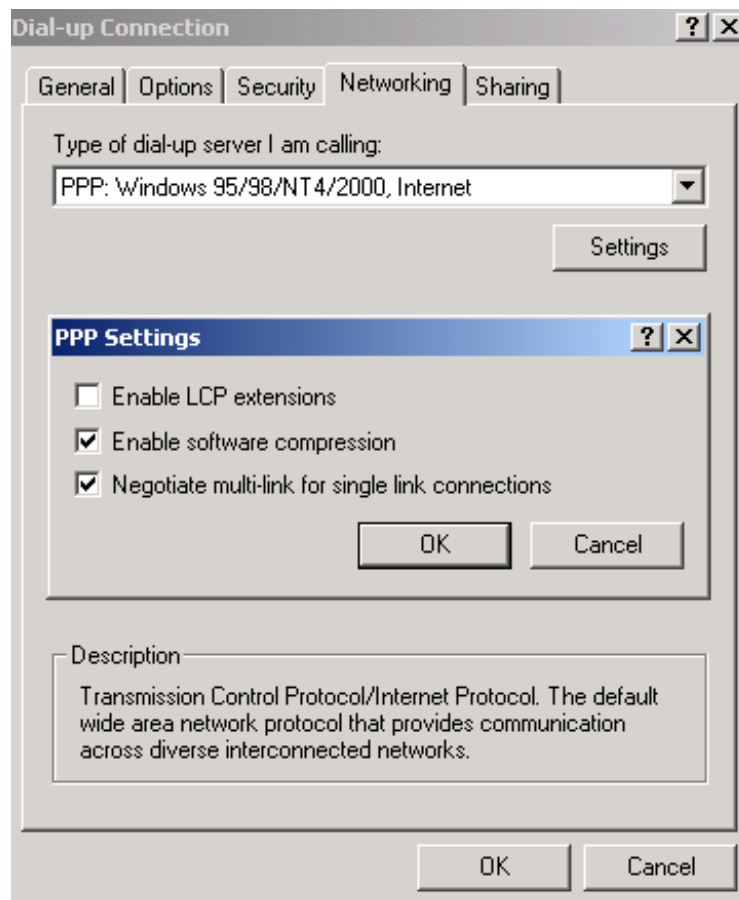 Dial-up Connection
General Options Security Networking Sharing
Type of dial-up server I am calling:
PPP: Windows 95/98/NT4/2000, Internet
Settings
PPP Settings
Enable LCP extensions
Enable software compression
Negotiate multi-link for single link connections
OK Cancel
Description
Transmission Control Protocol/Internet Protocol. The default
wide area network protocol that provides communication
across diverse interconnected networks.
OK Cancel